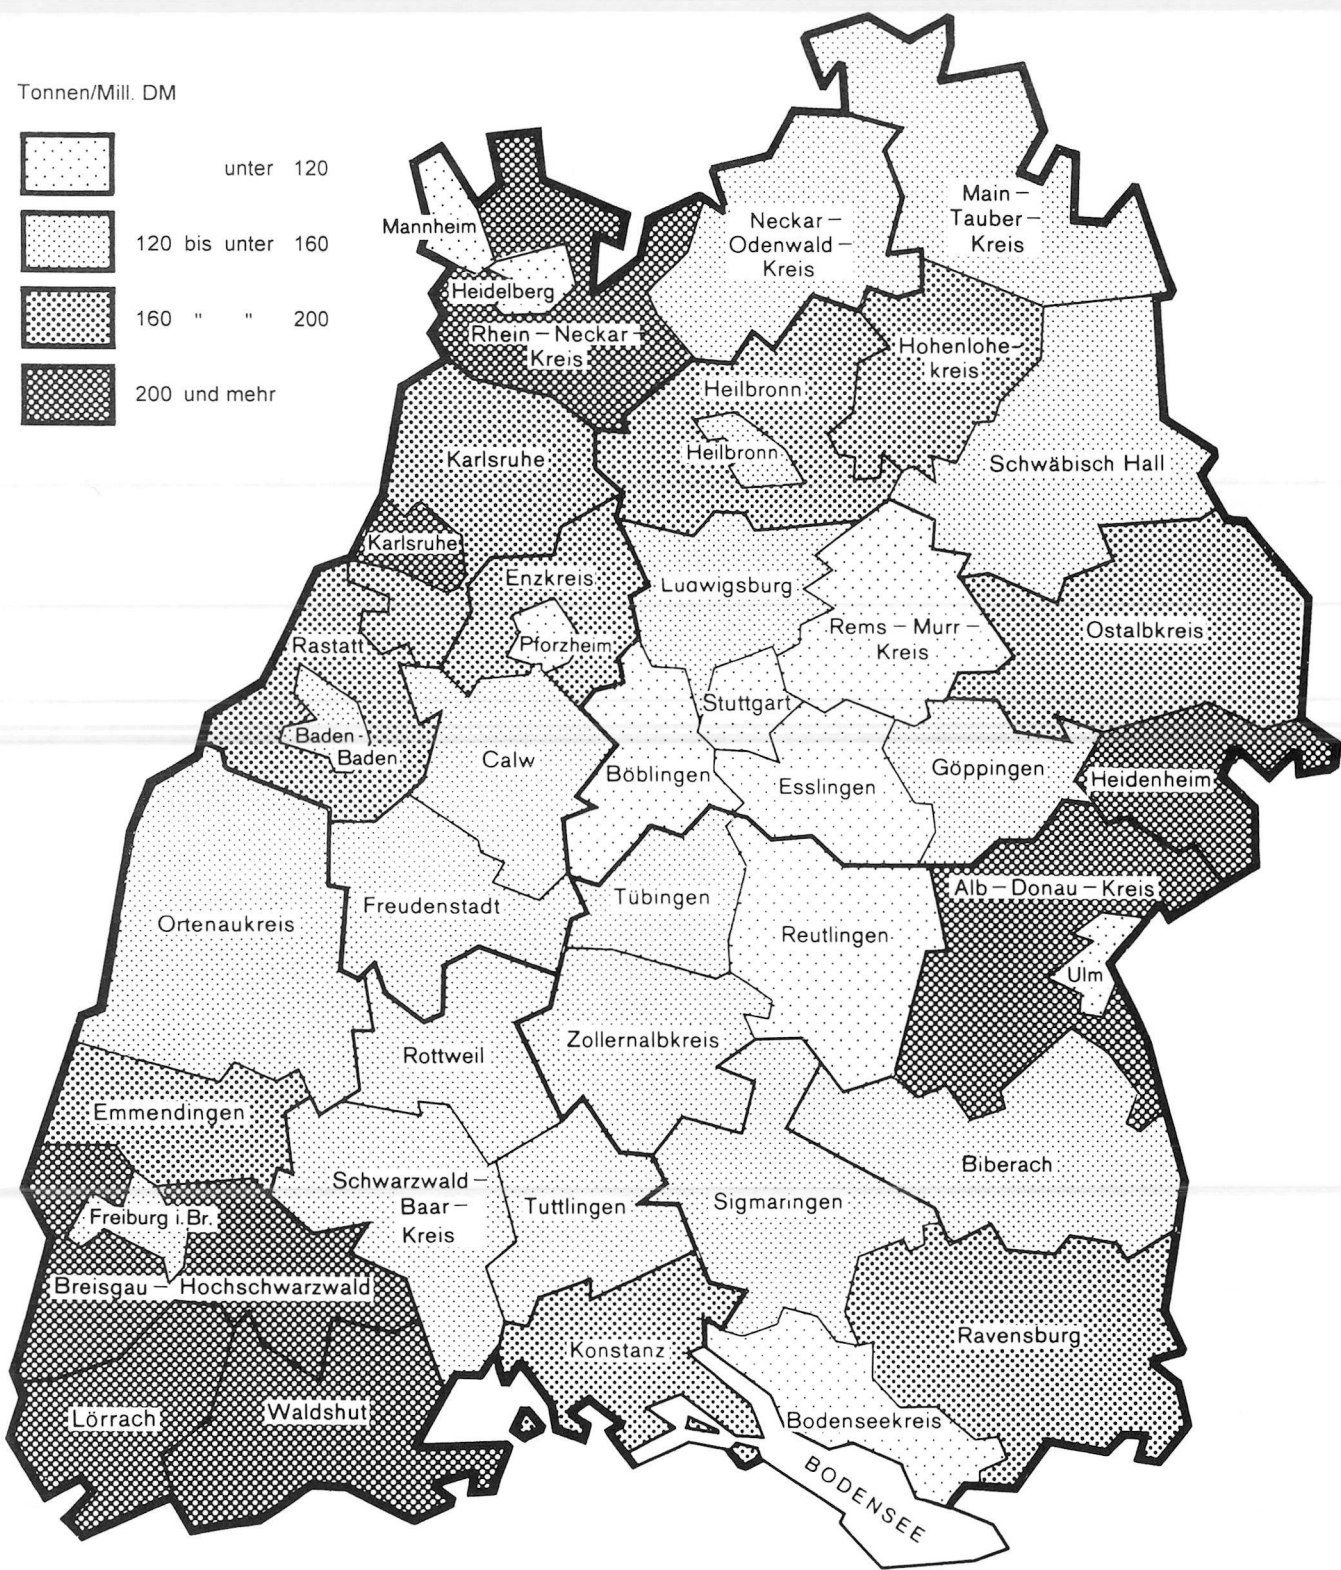 Tonnen/Mill. DM
unter 120
120 bis unter 160
160 " " 200
200 und mehr
Mannheim
Heidelberg
Rhein – Neckar –
Kreis
Neckar –
Odenwald –
Kreis
Main –
Tauber –
Kreis
Hohenlohe-
kreis
Heilbronn
Heilbronn
Schwäbisch Hall
Karlsruhe
Karlsruhe
Enzkreis
Pforzheim
Ludwigsburg
Rems – Murr –
Kreis
Ostalbkreis
Rastatt
Baden-
Baden
Calw
Stuttgart
Böblingen
Esslingen
Göppingen
Heidenheim
Alb – Donau – Kreis
Ulm
Ortenaukreis
Freudenstadt
Tübingen
Reutlingen
Rottweil
Zollernalbkreis
Emmendingen
Schwarzwald –
Baar –
Kreis
Tuttlingen
Sigmaringen
Biberach
Freiburg i.Br.
Breisgau – Hochschwarzwald
Lörrach
Waldshut
Konstanz
Ravensburg
Bodenseekreis
BODENSEE